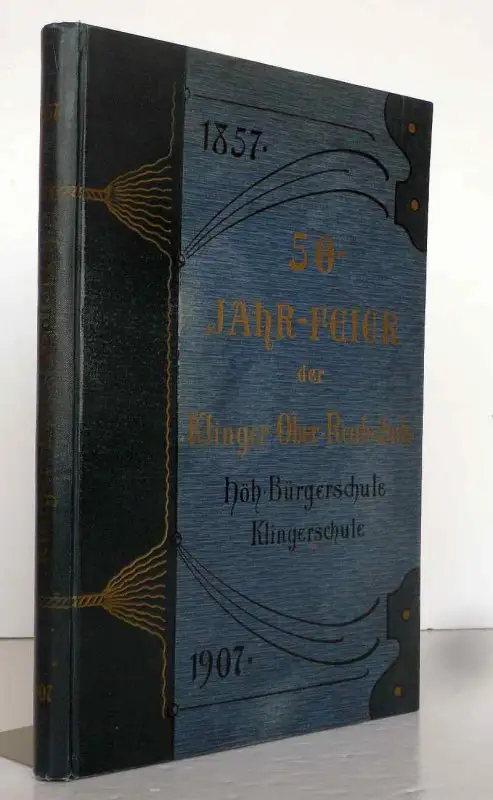 1857.
50-
JAHR-FEIER
der
Klinger-Ober-Realschule
Höh. Bürgerschule
Klingerschule
1907.